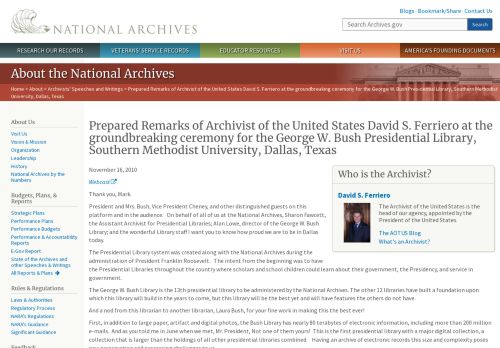 Blogs · Bookmark/Share · Contact Us
NATIONAL ARCHIVES
Search Archives.gov
Search
RESEARCH OUR RECORDS
VETERANS' SERVICE RECORDS
EDUCATOR RESOURCES
VISIT US
AMERICA'S FOUNDING DOCUMENTS
About the National Archives
Home > About > Archivists' Speeches and Writings > Prepared Remarks of Archivist of the United States David S. Ferriero at the groundbreaking ceremony for the George W. Bush Presidential Library, Southern Methodist
University, Dallas, Texas
About Us
Visit Us
Vision & Mission
Organization
Leadership
History
National Archives by the
Numbers
Budgets, Plans, &
Reports
Strategic Plans
Performance Plans
Performance Budgets
Performance & Accountability
Reports
E-Gov Report
State of the Archives and
other Speeches & Writings
All Reports & Plans
Rules & Regulations
Laws & Authorities
Regulatory Process
NARA's Regulations
NARA's Guidance
Significant Guidance
Feedback
Prepared Remarks of Archivist of the United States David S. Ferriero at the
groundbreaking ceremony for the George W. Bush Presidential Library,
Southern Methodist University, Dallas, Texas
November 16, 2010
Webcast
Thank you, Mark
President and Mrs. Bush, Vice President Cheney, and other distinguished guests on this
platform and in the audience. On behalf of all of us at the National Archives, Sharon Fawcett,
the Assistant Archivist for Presidential Libraries; Alan Lowe, director of the George W. Bush
Library; and the wonderful Library staff I want you to know how proud we are to be in Dallas
today.
The Presidential Library system was created along with the National Archives during the
administration of President Franklin Roosevelt. The intent from the beginning was to have
the Presidential Libraries throughout the country where scholars and school children could learn about their government, the Presidency, and service in
government.
The George W. Bush Library is the 13th presidential library to be administered by the National Archives. The other 12 libraries have built a foundation upon
which this library will build in the years to come, but this library will be the best yet and will have features the others do not have.
And a nod from this librarian to another librarian, Laura Bush, for your fine work in making this the best ever!
First, in addition to large paper, artifact and digital photos, the Bush Library has nearly 80 terabytes of electronic information, including more than 200 million
e-mails. And as you told me in June when we met, Mr. President, Not one of them yours! This is the first presidential library with a major digital collection, a
collection that is larger than the holdings of all other presidential libraries combined. Having an archive of electronic records this size and complexity poses
Who is the Archivist?
David S. Ferriero
The Archivist of the United States is the
head of our agency, appointed by the
President of the United States.
The AOTUS Blog
What's an Archivist?